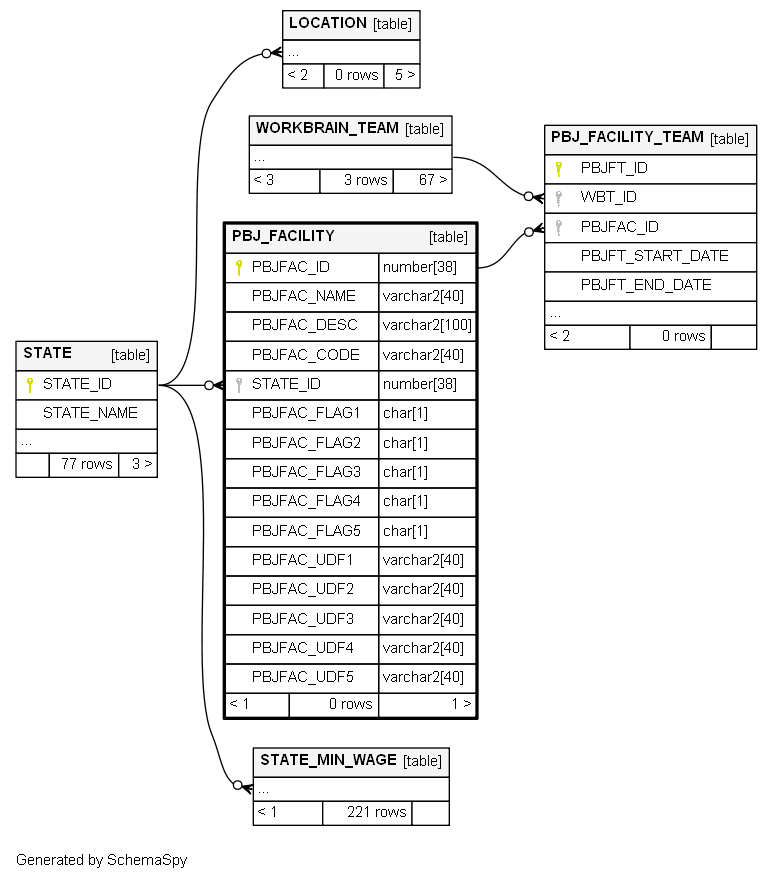 LOCATION [table]
...
< 2 0 rows 5 >
WORKBRAIN_TEAM [table]
...
< 3 3 rows 67 >
PBJ_FACILITY_TEAM [table]
PBJFT_ID
WBT_ID
PBJFAC_ID
PBJFT_START_DATE
PBJFT_END_DATE
...
< 2 0 rows
PBJ_FACILITY [table]
PBJFAC_ID number[38]
PBJFAC_NAME varchar2[40]
PBJFAC_DESC varchar2[100]
PBJFAC_CODE varchar2[40]
STATE_ID number[38]
PBJFAC_FLAG1 char[1]
PBJFAC_FLAG2 char[1]
PBJFAC_FLAG3 char[1]
PBJFAC_FLAG4 char[1]
PBJFAC_FLAG5 char[1]
PBJFAC_UDF1 varchar2[40]
PBJFAC_UDF2 varchar2[40]
PBJFAC_UDF3 varchar2[40]
PBJFAC_UDF4 varchar2[40]
PBJFAC_UDF5 varchar2[40]
< 1 0 rows 1 >
STATE [table]
STATE_ID
STATE_NAME
...
77 rows 3 >
STATE_MIN_WAGE [table]
...
< 1 221 rows
Generated by SchemaSpy